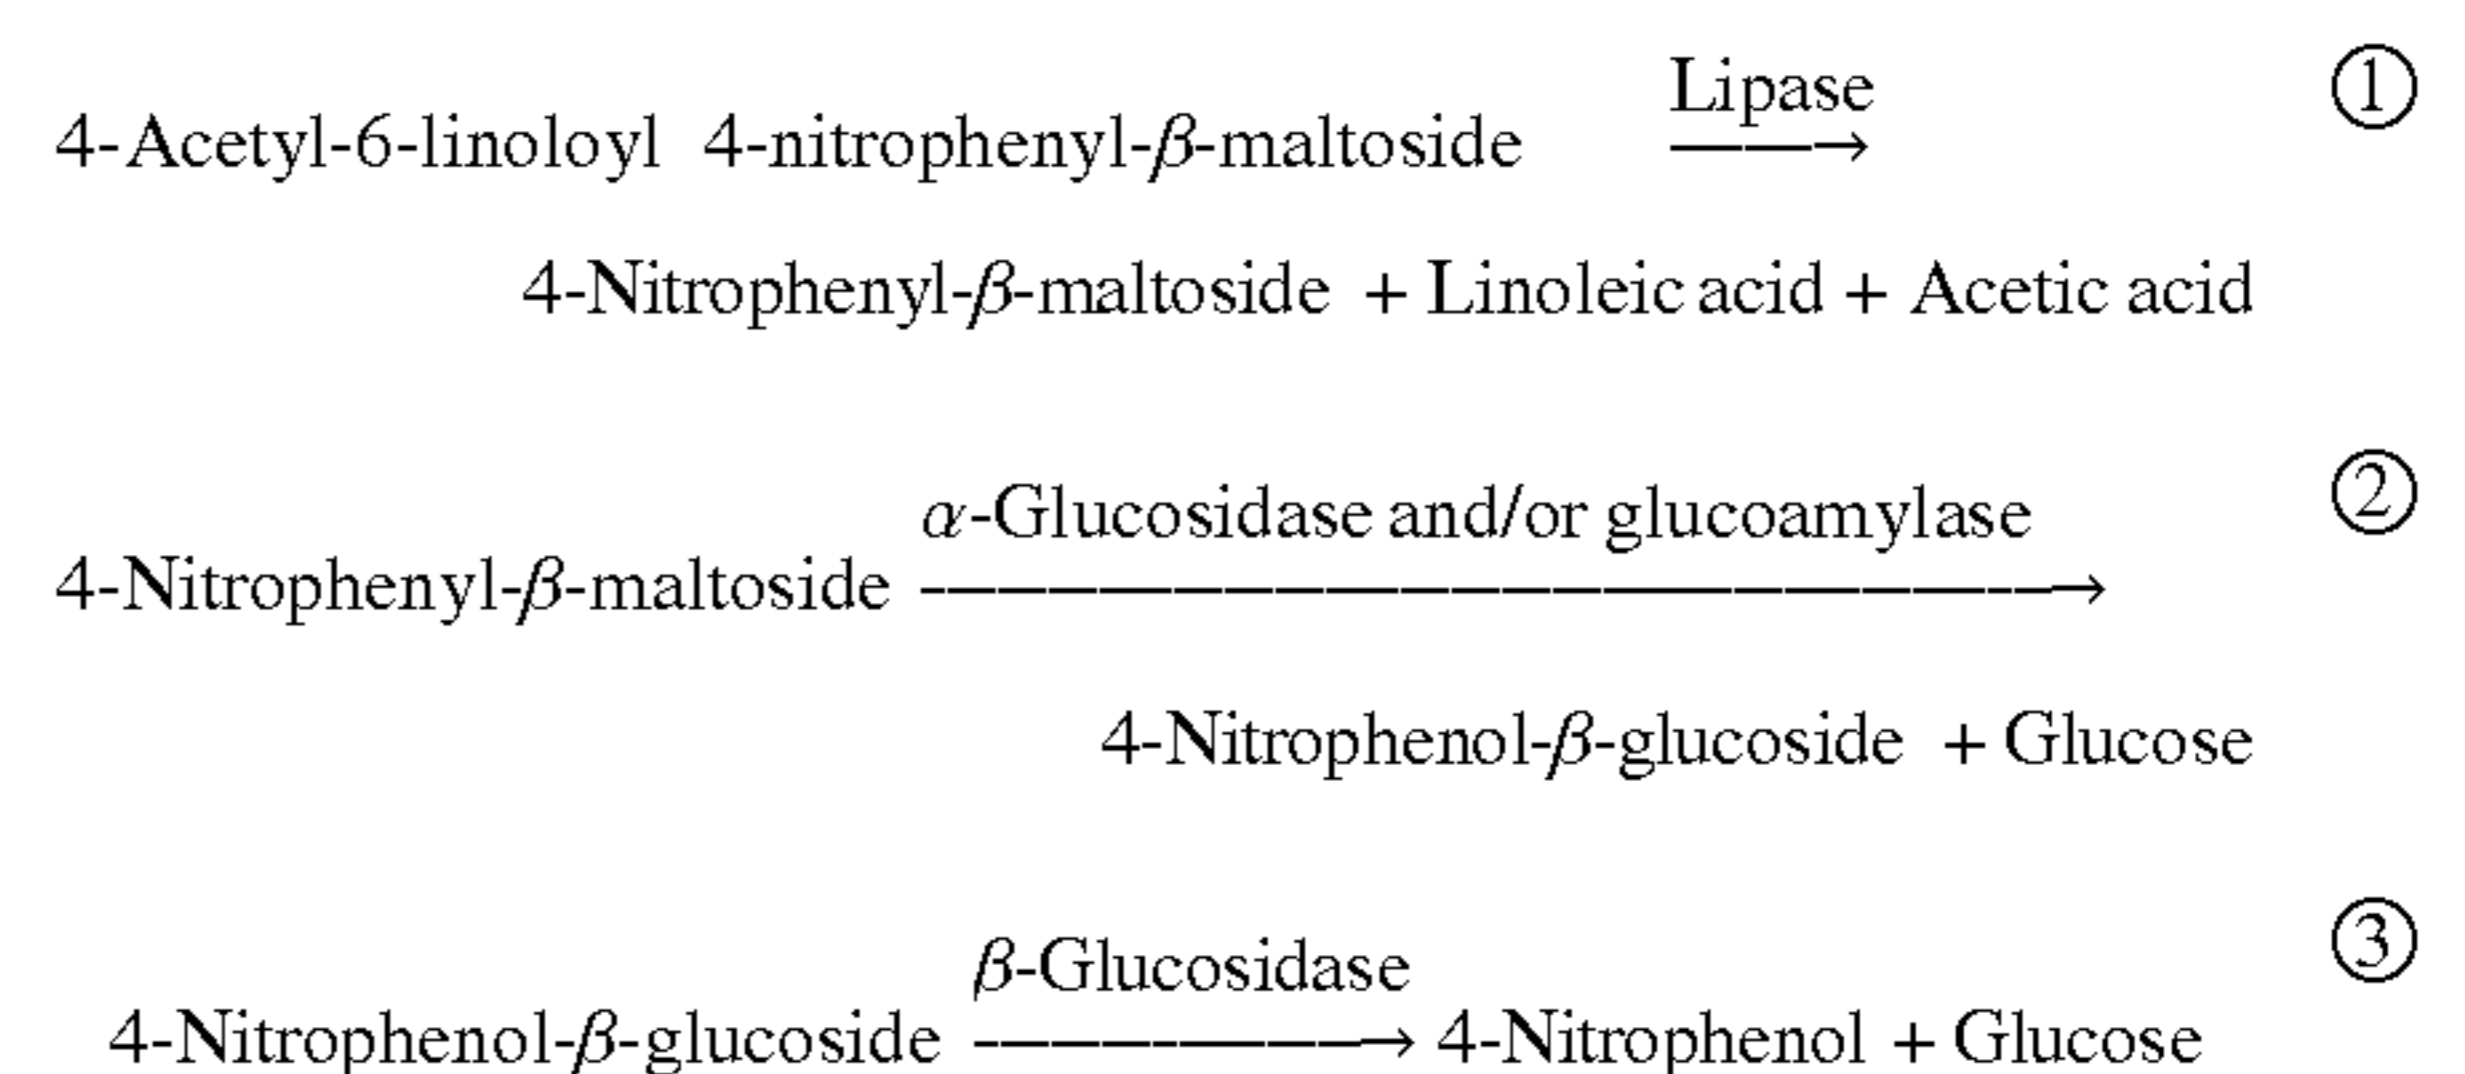 Lipase ①
4-Acetyl-6-linoloyl 4-nitrophenyl-β-maltoside ———→
4-Nitrophenyl-β-maltoside + Linoleic acid + Acetic acid
α-Glucosidase and/or glucoamylase ②
4-Nitrophenyl-β-maltoside ————————————————→
4-Nitrophenol-β-glucoside + Glucose
β-Glucosidase ③
4-Nitrophenol-β-glucoside ——————→ 4-Nitrophenol + Glucose